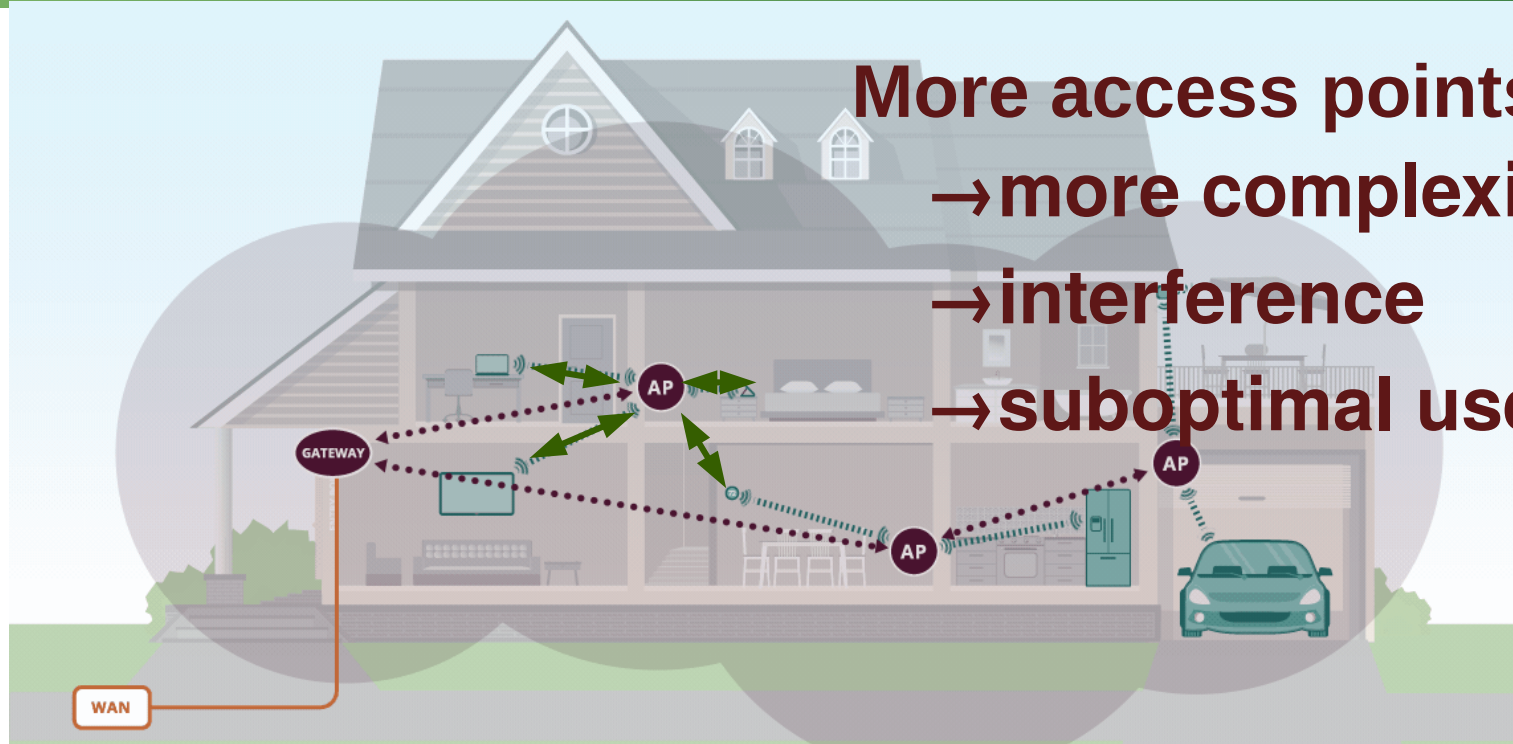 More access points
→more complexi
→interference
→suboptimal use
AP
GATEWAY
AP
AP
WAN